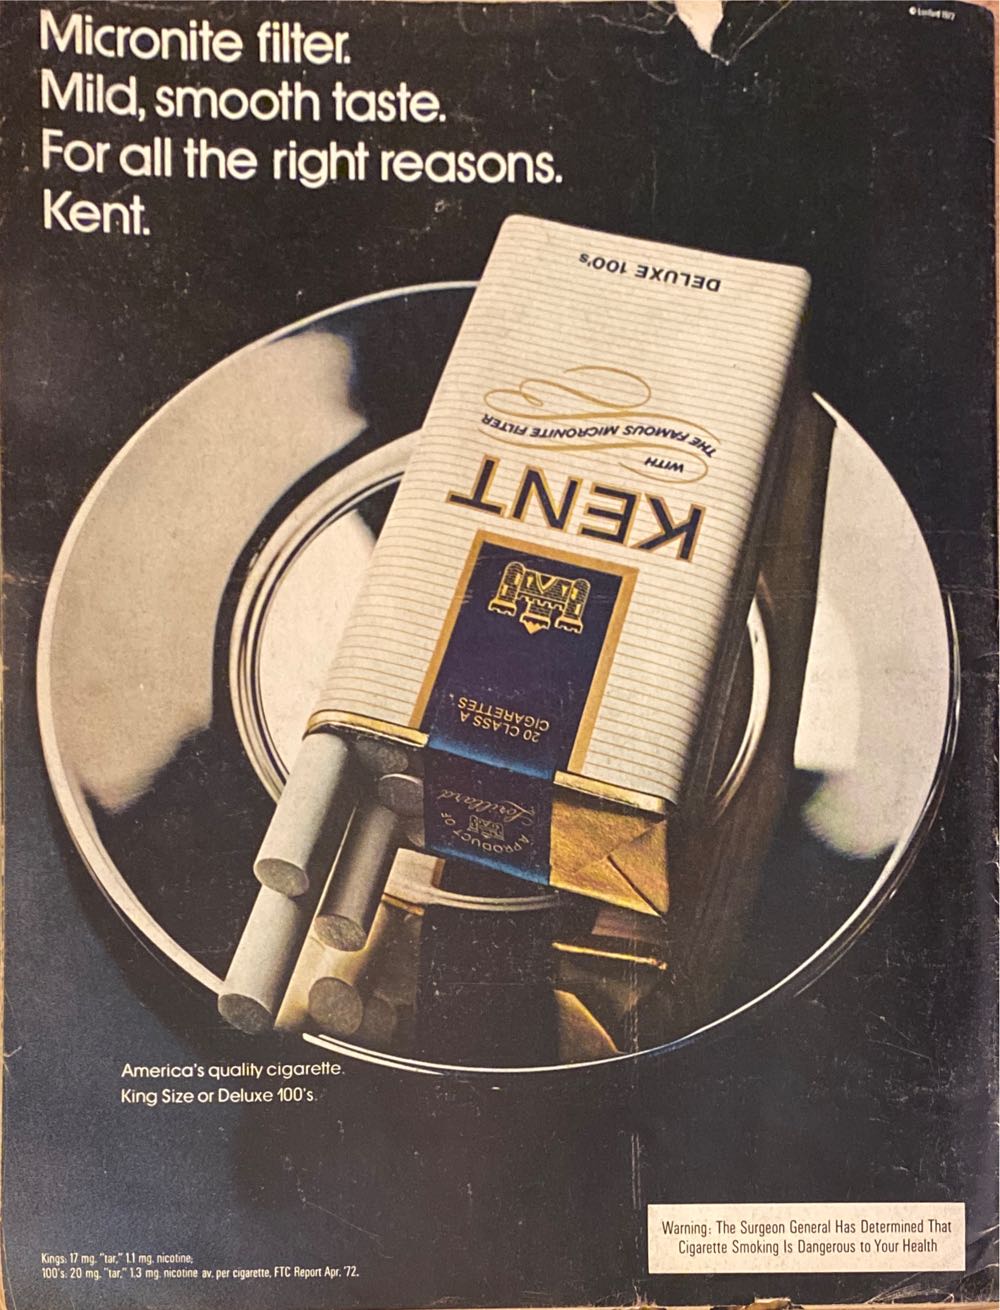 © Lorillard 1972
Micronite filter.
Mild, smooth taste.
For all the right reasons.
Kent.
DELUXE 100's
THE FAMOUS MICRONITE FILTER
WITH
KENT
20 CLASS A
CIGARETTES
A PRODUCT OF
Lorillard
America's quality cigarette.
King Size or Deluxe 100's.
Kings: 17 mg. "tar," 1.1 mg. nicotine;
100's: 20 mg. "tar," 1.3 mg. nicotine av. per cigarette, FTC Report Apr. '72.
Warning: The Surgeon General Has Determined That
Cigarette Smoking Is Dangerous to Your Health